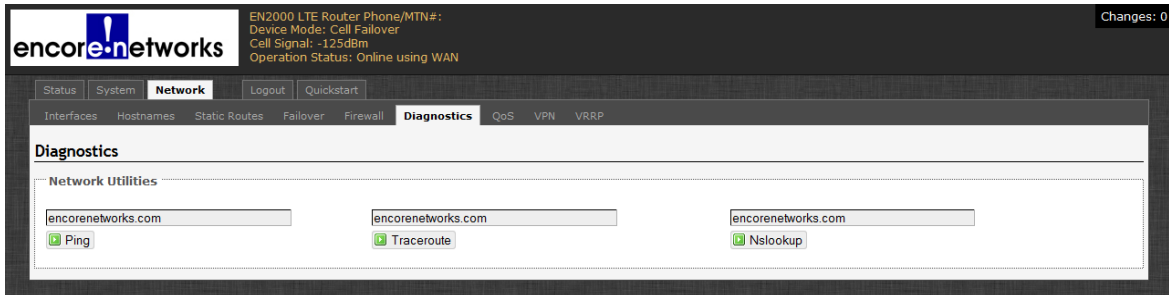 encore!networks
EN2000 LTE Router Phone/MTN#:
Device Mode: Cell Failover
Cell Signal: -125dBm
Operation Status: Online using WAN
Changes: 0
Status System Network Logout Quickstart
Interfaces Hostnames Static Routes Failover Firewall Diagnostics QoS VPN VRRP
Diagnostics
Network Utilities
encorenetworks.com encorenetworks.com encorenetworks.com
Ping Traceroute Nslookup